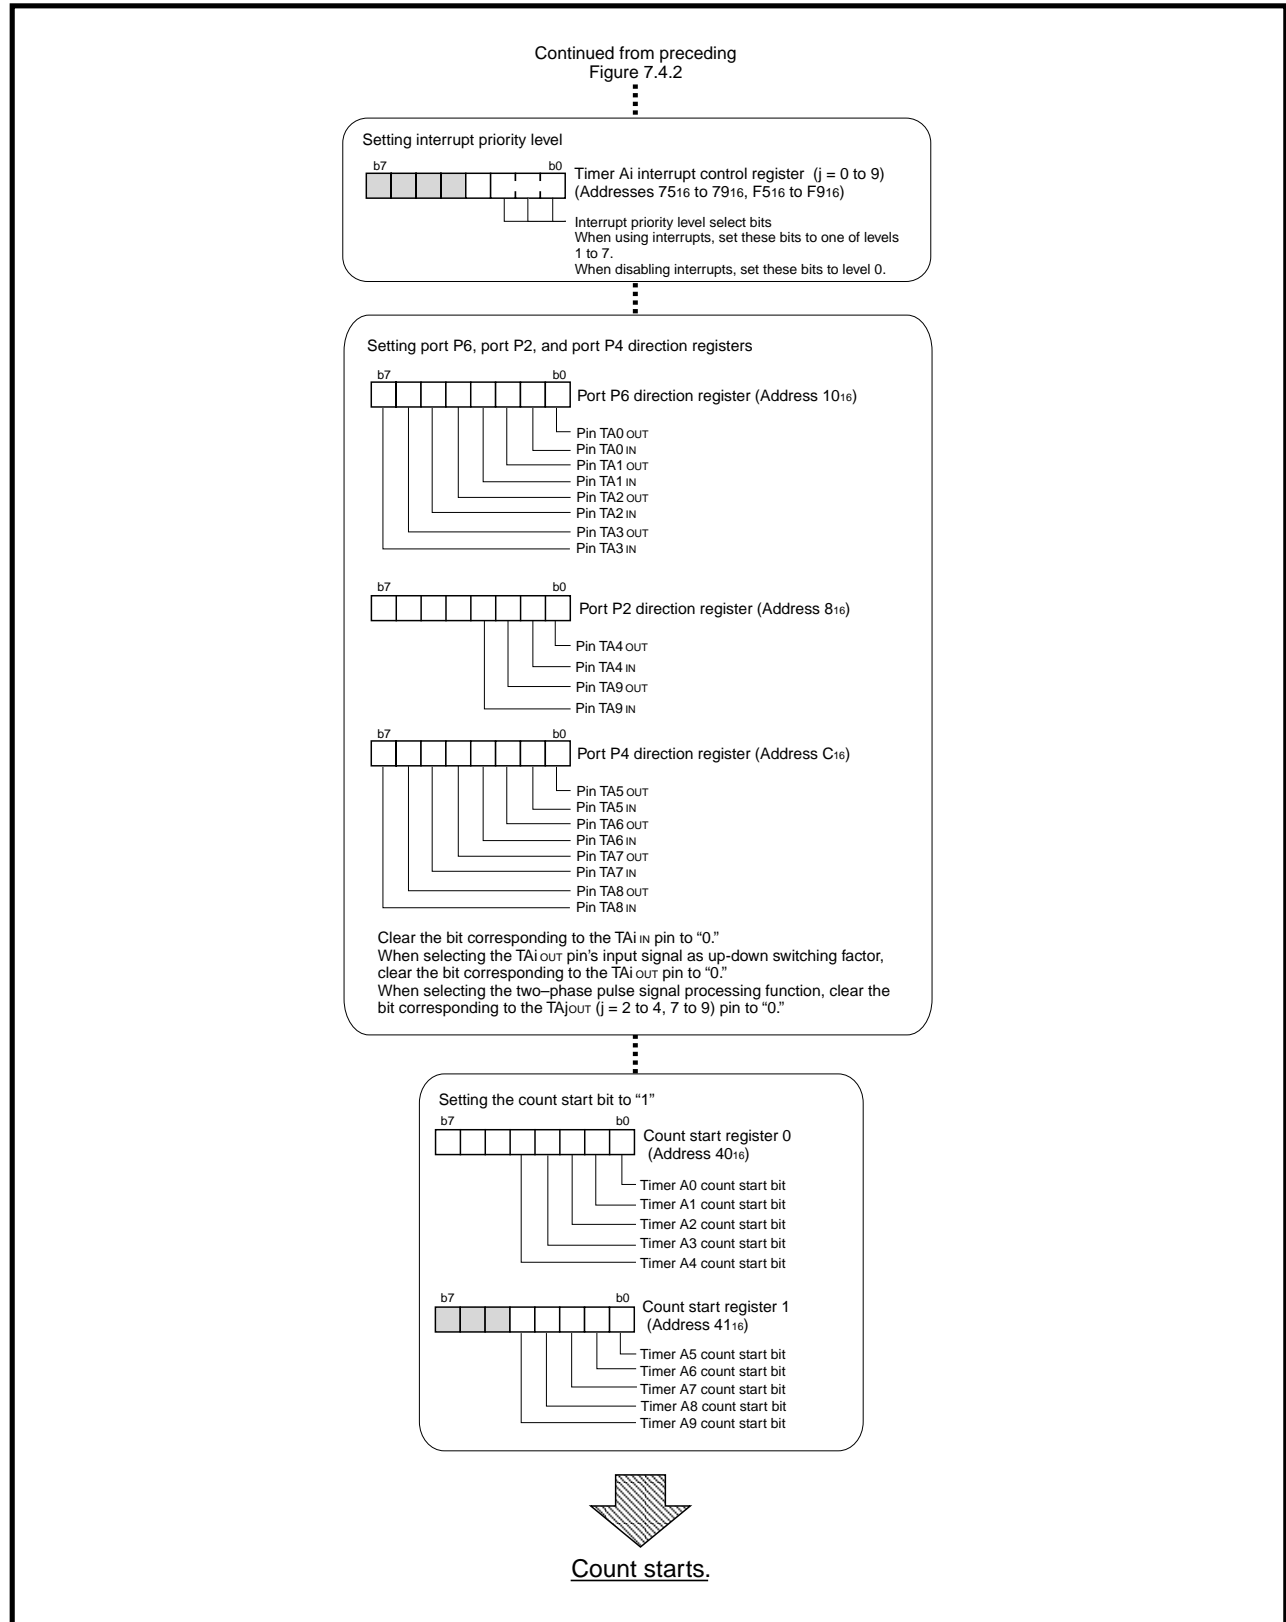 Continued from preceding
Figure 7.4.2
Setting interrupt priority level
b7 b0
Timer Ai interrupt control register (j = 0 to 9)
(Addresses 7516 to 7916, F516 to F916)
Interrupt priority level select bits
When using interrupts, set these bits to one of levels
1 to 7.
When disabling interrupts, set these bits to level 0.
Setting port P6, port P2, and port P4 direction registers
b7 b0
Port P6 direction register (Address 1016)
Pin TA0 OUT
Pin TA0 IN
Pin TA1 OUT
Pin TA1 IN
Pin TA2 OUT
Pin TA2 IN
Pin TA3 OUT
Pin TA3 IN
b7 b0
Port P2 direction register (Address 816)
Pin TA4 OUT
Pin TA4 IN
Pin TA9 OUT
Pin TA9 IN
b7 b0
Port P4 direction register (Address C16)
Pin TA5 OUT
Pin TA5 IN
Pin TA6 OUT
Pin TA6 IN
Pin TA7 OUT
Pin TA7 IN
Pin TA8 OUT
Pin TA8 IN
Clear the bit corresponding to the TAi IN pin to “0.”
When selecting the TAi OUT pin’s input signal as up-down switching factor,
clear the bit corresponding to the TAi OUT pin to “0.”
When selecting the two–phase pulse signal processing function, clear the
bit corresponding to the TAjOUT (j = 2 to 4, 7 to 9) pin to “0.”
Setting the count start bit to “1”
b7 b0
Count start register 0
(Address 4016)
Timer A0 count start bit
Timer A1 count start bit
Timer A2 count start bit
Timer A3 count start bit
Timer A4 count start bit
b7 b0
Count start register 1
(Address 4116)
Timer A5 count start bit
Timer A6 count start bit
Timer A7 count start bit
Timer A8 count start bit
Timer A9 count start bit
Count starts.